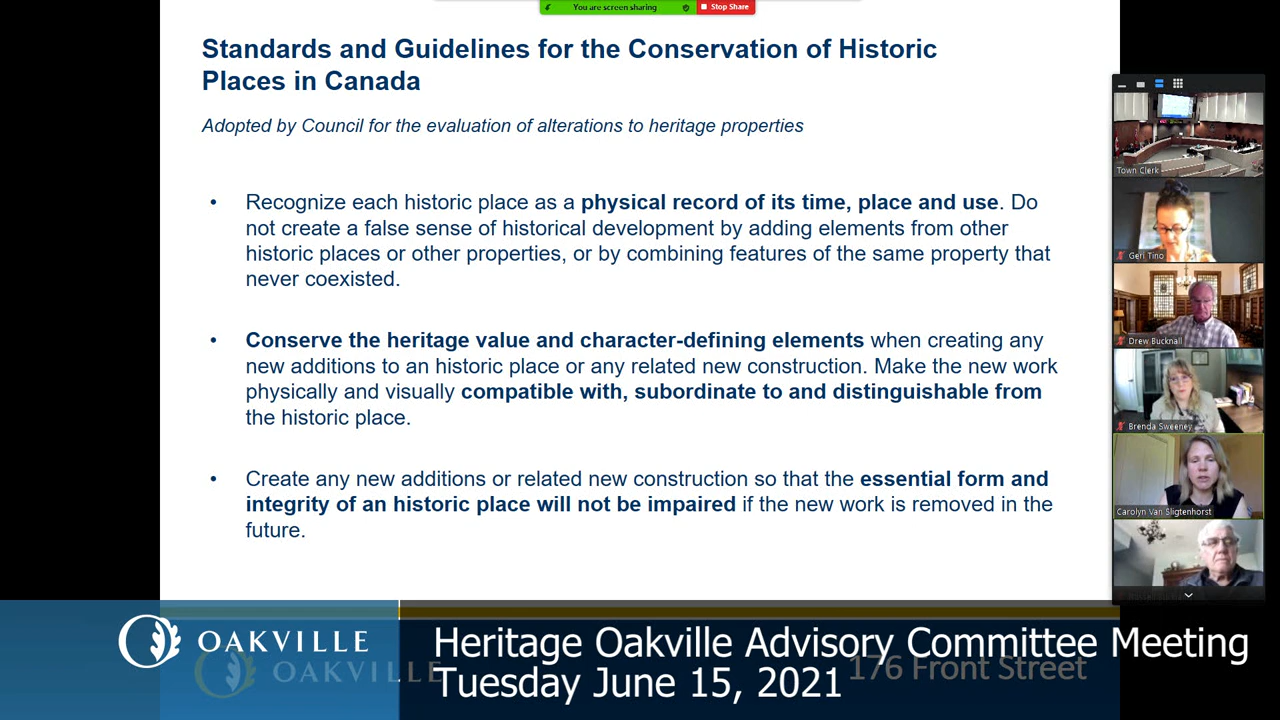 You are screen sharing
Stop Share
Standards and Guidelines for the Conservation of Historic
Places in Canada
Adopted by Council for the evaluation of alterations to heritage properties
• Recognize each historic place as a physical record of its time, place and use. Do
not create a false sense of historical development by adding elements from other
historic places or other properties, or by combining features of the same property that
never coexisted.
• Conserve the heritage value and character-defining elements when creating any
new additions to an historic place or any related new construction. Make the new work
physically and visually compatible with, subordinate to and distinguishable from
the historic place.
• Create any new additions or related new construction so that the essential form and
integrity of an historic place will not be impaired if the new work is removed in the
future.
Town Clerk
Geri Tino
Drew Bucknall
Brenda Sweeney
Carolyn Van Sligtenhorst
OAKVILLE
OAKVILLE
Heritage Oakville Advisory Committee Meeting
176 Front Street
Tuesday June 15, 2021